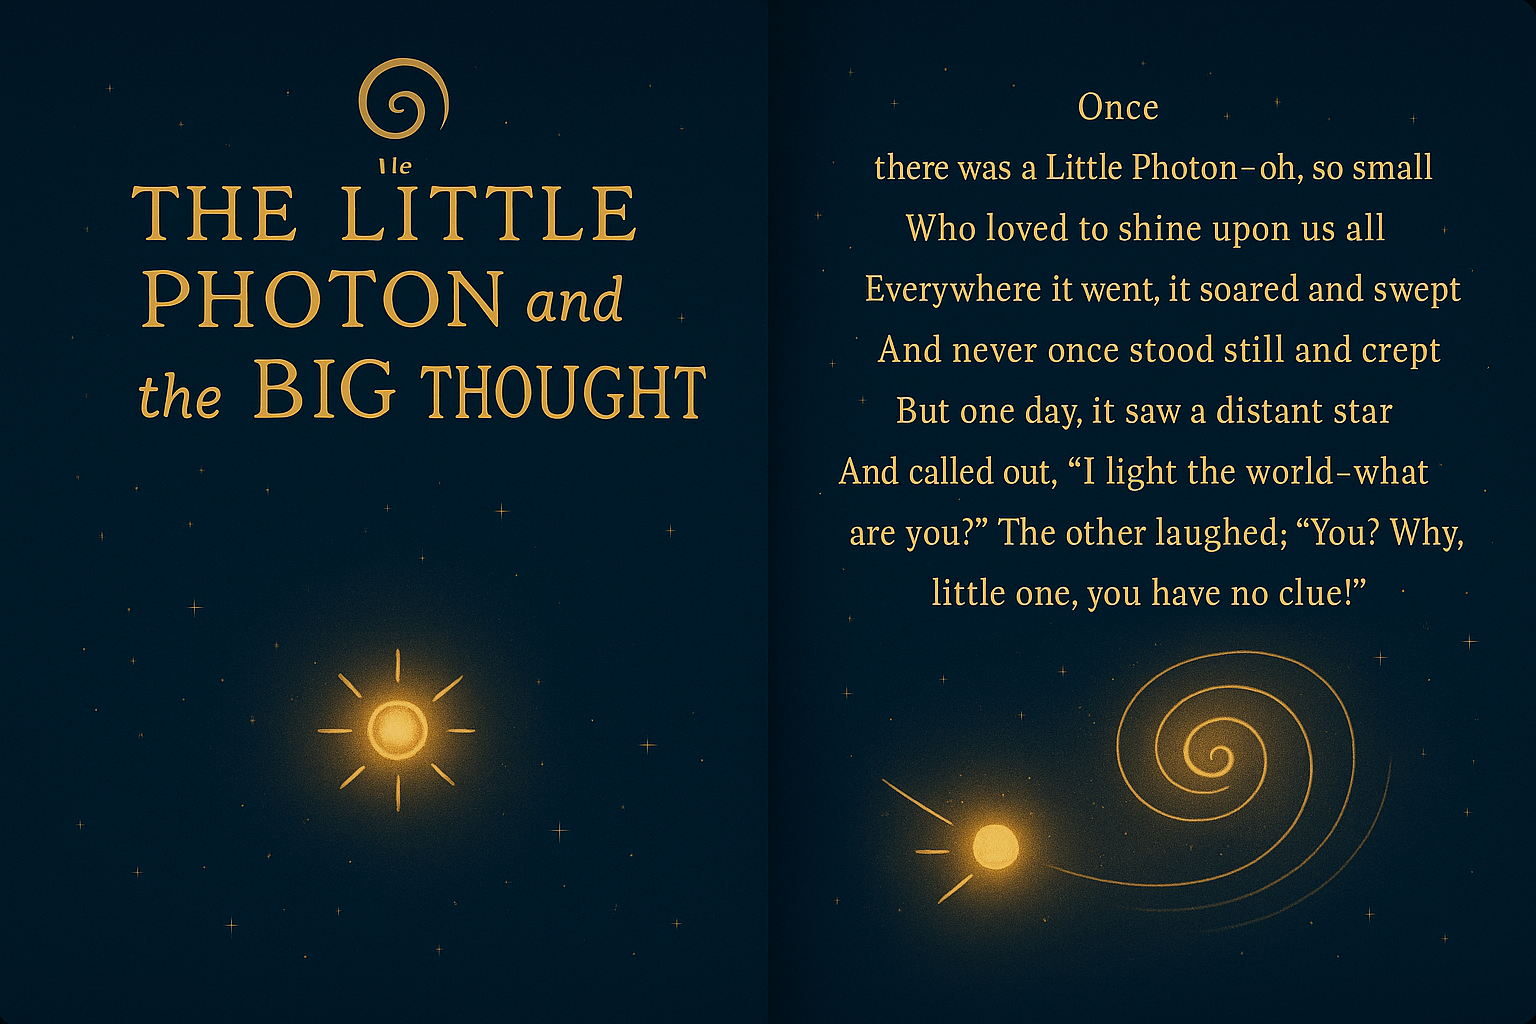 THE LITTLE
PHOTON and
the BIG THOUGHT
Once
there was a Little Photon–oh, so small
Who loved to shine upon us all
Everywhere it went, it soared and swept
And never once stood still and crept
But one day, it saw a distant star
And called out, “I light the world–what
are you?” The other laughed; “You? Why,
little one, you have no clue!”